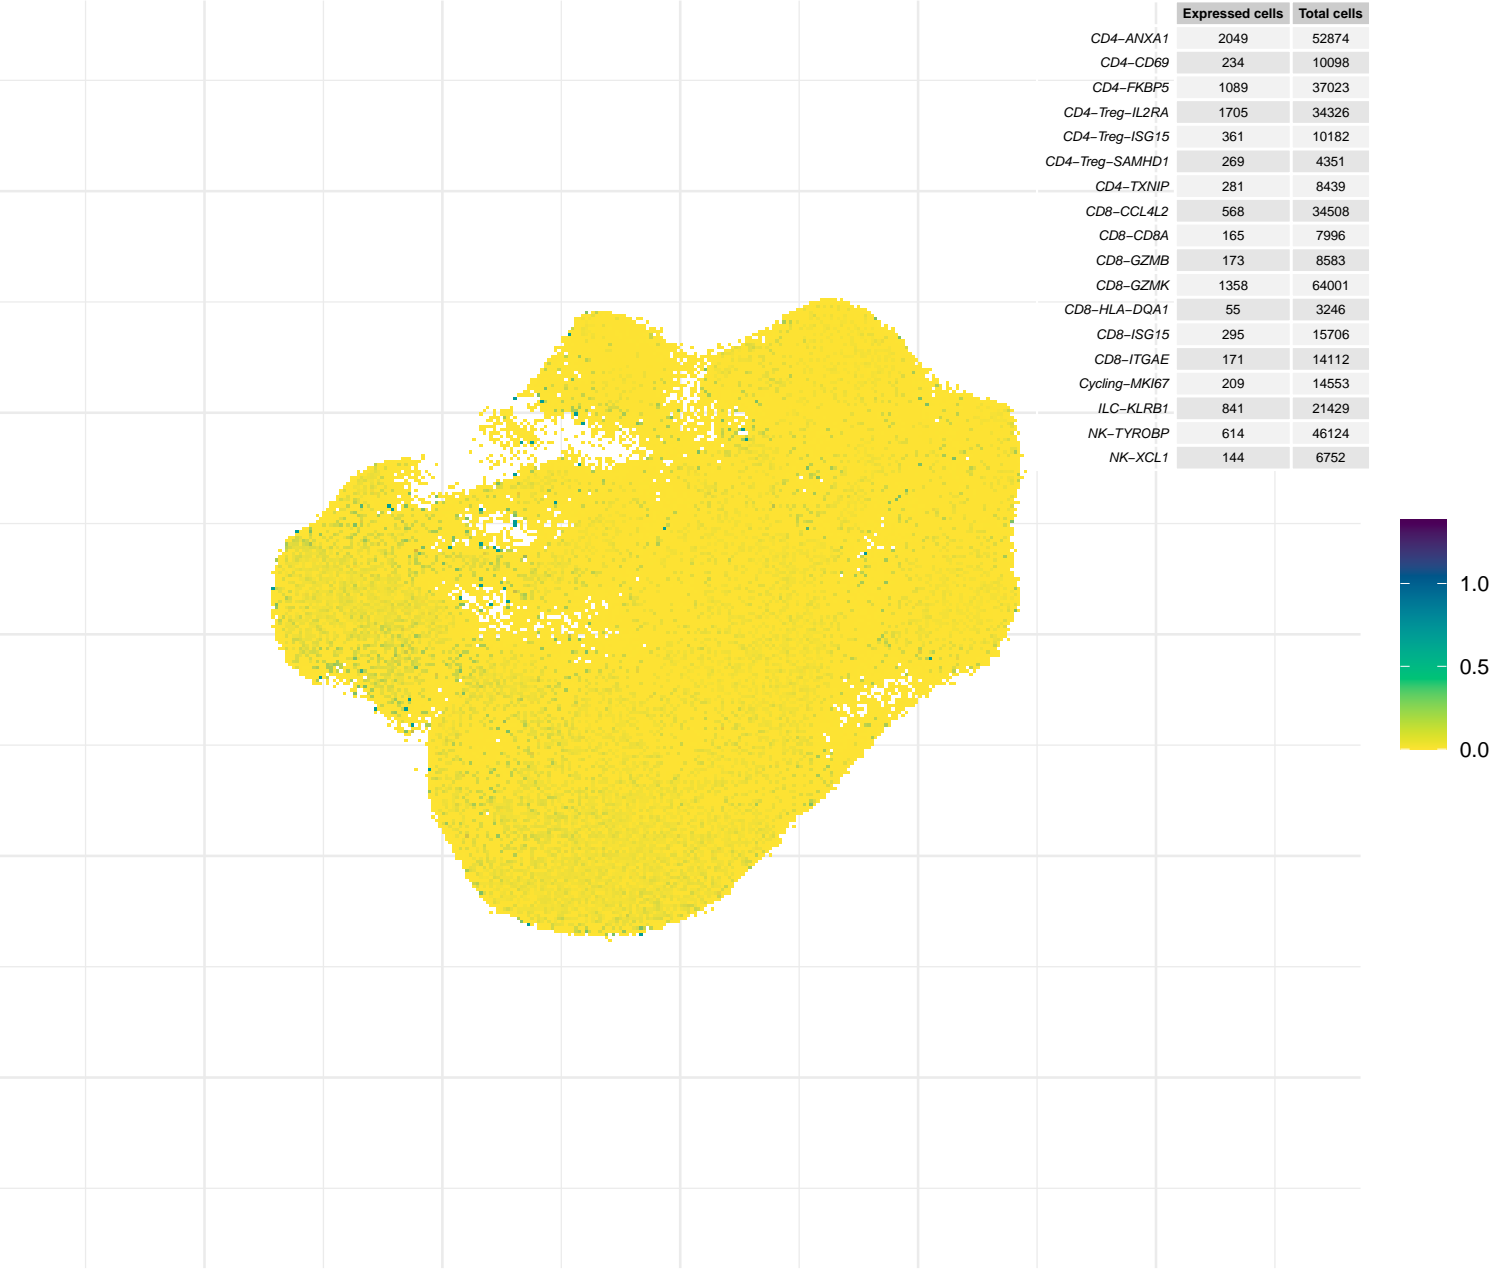 Expressed cells Total cells
CD4−ANXA1 2049 52874
CD4−CD69 234 10098
CD4−FKBP5 1089 37023
CD4−Treg−IL2RA 1705 34326
CD4−Treg−ISG15 361 10182
CD4−Treg−SAMHD1 269 4351
CD4−TXNIP 281 8439
CD8−CCL4L2 568 34508
CD8−CD8A 165 7996
CD8−GZMB 173 8583
CD8−GZMK 1358 64001
CD8−HLA−DQA1 55 3246
CD8−ISG15 295 15706
CD8−ITGAE 171 14112
Cycling−MKI67 209 14553
ILC−KLRB1 841 21429
NK−TYROBP 614 46124
NK−XCL1 144 6752
1.0
0.5
0.0